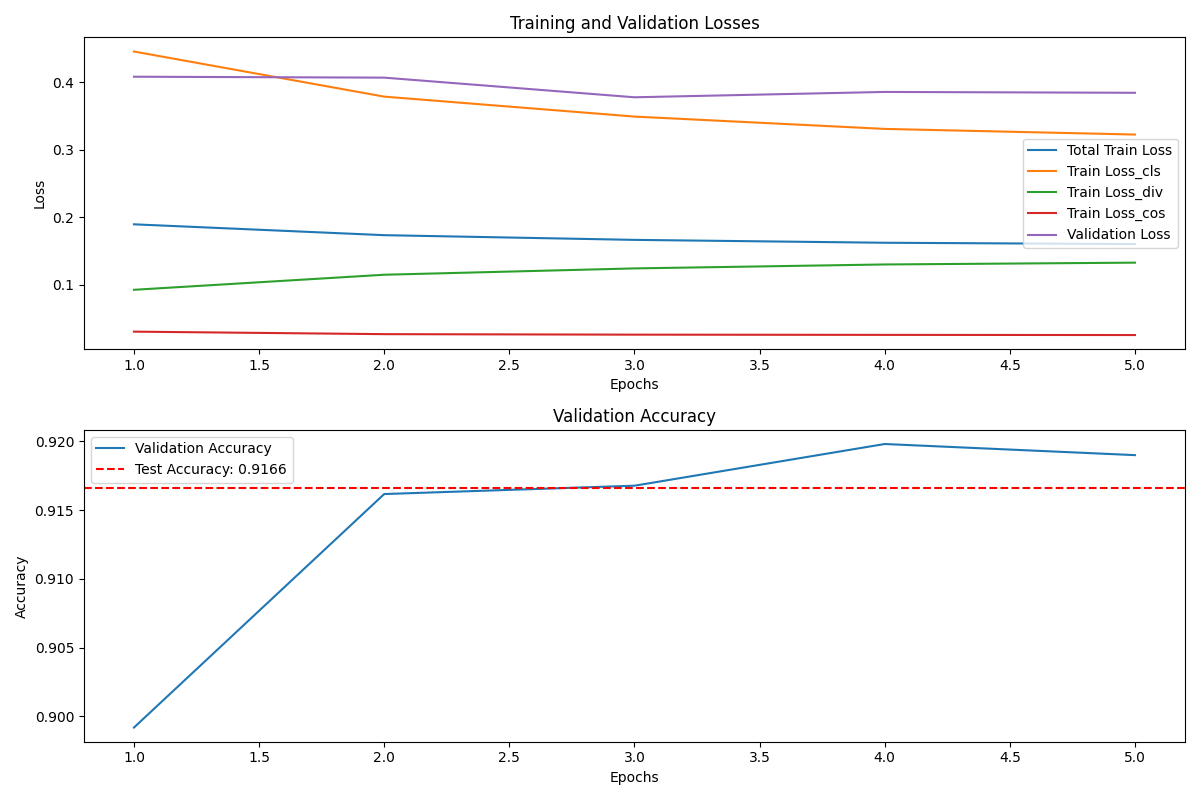 Training and Validation Losses
Loss
0.4
0.3
0.2
0.1
Total Train Loss
Train Loss_cls
Train Loss_div
Train Loss_cos
Validation Loss
1.0 1.5 2.0 2.5 3.0 3.5 4.0 4.5 5.0
Epochs
Validation Accuracy
Accuracy
0.920
0.915
0.910
0.905
0.900
Validation Accuracy
Test Accuracy: 0.9166
1.0 1.5 2.0 2.5 3.0 3.5 4.0 4.5 5.0
Epochs